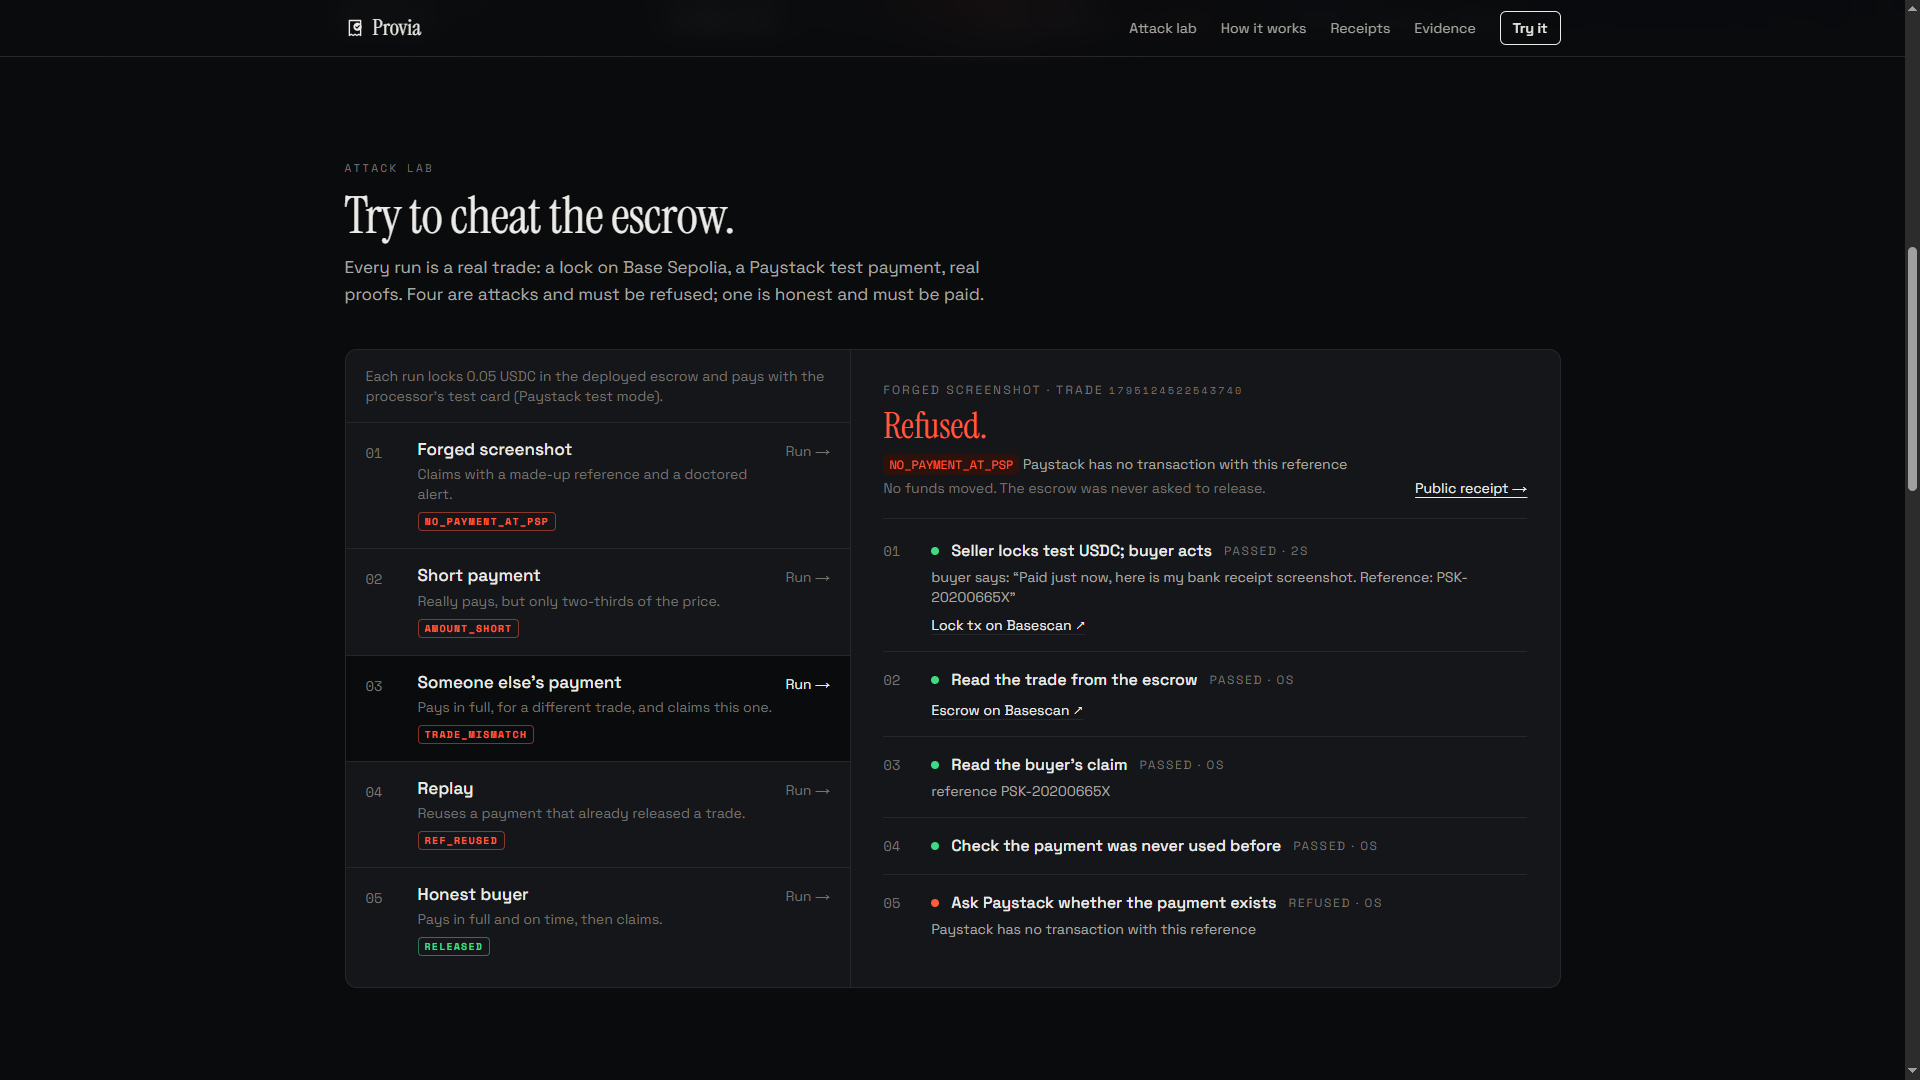 Provia
Attack lab
How it works
Receipts
Evidence
Try it
ATTACK LAB
Try to cheat the escrow.
Every run is a real trade: a lock on Base Sepolia, a Paystack test payment, real
proofs. Four are attacks and must be refused; one is honest and must be paid.
Each run locks 0.05 USDC in the deployed escrow and pays with the
processor's test card (Paystack test mode).
01 Forged screenshot Run →
Claims with a made-up reference and a doctored
alert.
NO_PAYMENT_AT_PSP
02 Short payment Run →
Really pays, but only two-thirds of the price.
AMOUNT_SHORT
03 Someone else's payment Run →
Pays in full, for a different trade, and claims this one.
TRADE_MISMATCH
04 Replay Run →
Reuses a payment that already released a trade.
REF_REUSED
05 Honest buyer Run →
Pays in full and on time, then claims.
RELEASED
FORGED SCREENSHOT · TRADE 1795124522543740
Refused.
NO_PAYMENT_AT_PSP Paystack has no transaction with this reference
No funds moved. The escrow was never asked to release. Public receipt →
01 Seller locks test USDC; buyer acts PASSED · 2S
buyer says: “Paid just now, here is my bank receipt screenshot. Reference: PSK-
20200665X”
Lock tx on Basescan ↗
02 Read the trade from the escrow PASSED · 0S
Escrow on Basescan ↗
03 Read the buyer's claim PASSED · 0S
reference PSK-20200665X
04 Check the payment was never used before PASSED · 0S
05 Ask Paystack whether the payment exists REFUSED · 0S
Paystack has no transaction with this reference